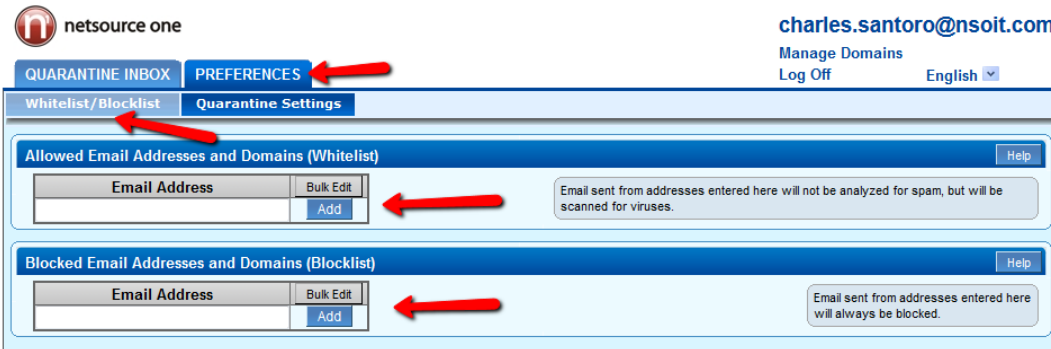 n netsource one
charles.santoro@nsoit.com
Manage Domains
Log Off English
QUARANTINE INBOX PREFERENCES
Whitelist/Blocklist Quarantine Settings
Allowed Email Addresses and Domains (Whitelist) Help
Email Address Bulk Edit
Add
Email sent from addresses entered here will not be analyzed for spam, but will be
scanned for viruses.
Blocked Email Addresses and Domains (Blocklist) Help
Email Address Bulk Edit
Add
Email sent from addresses entered here
will always be blocked.